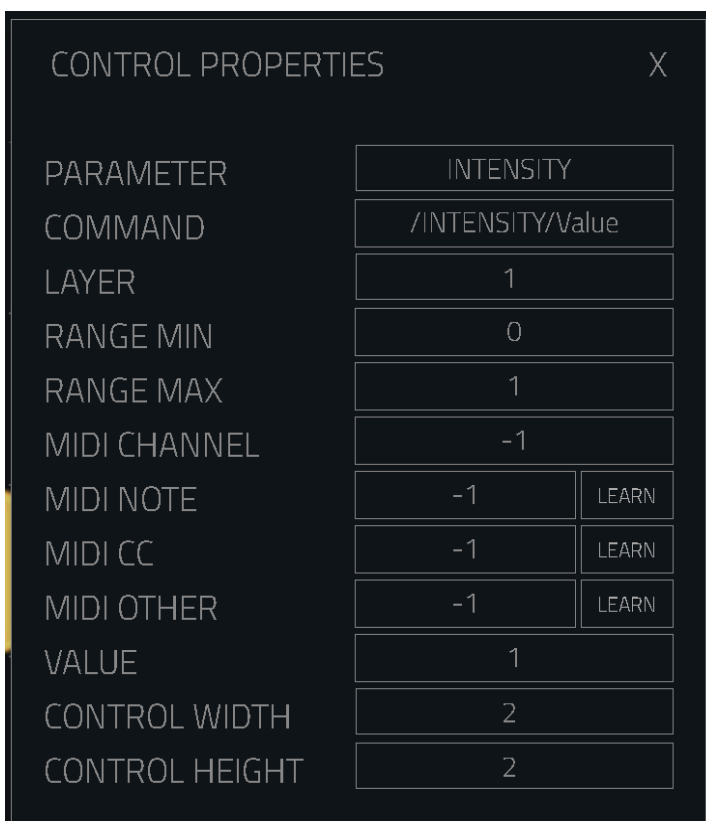 CONTROL PROPERTIES X
PARAMETER INTENSITY
COMMAND /INTENSITY/Value
LAYER 1
RANGE MIN 0
RANGE MAX 1
MIDI CHANNEL -1
MIDI NOTE -1 LEARN
MIDI CC -1 LEARN
MIDI OTHER -1 LEARN
VALUE 1
CONTROL WIDTH 2
CONTROL HEIGHT 2